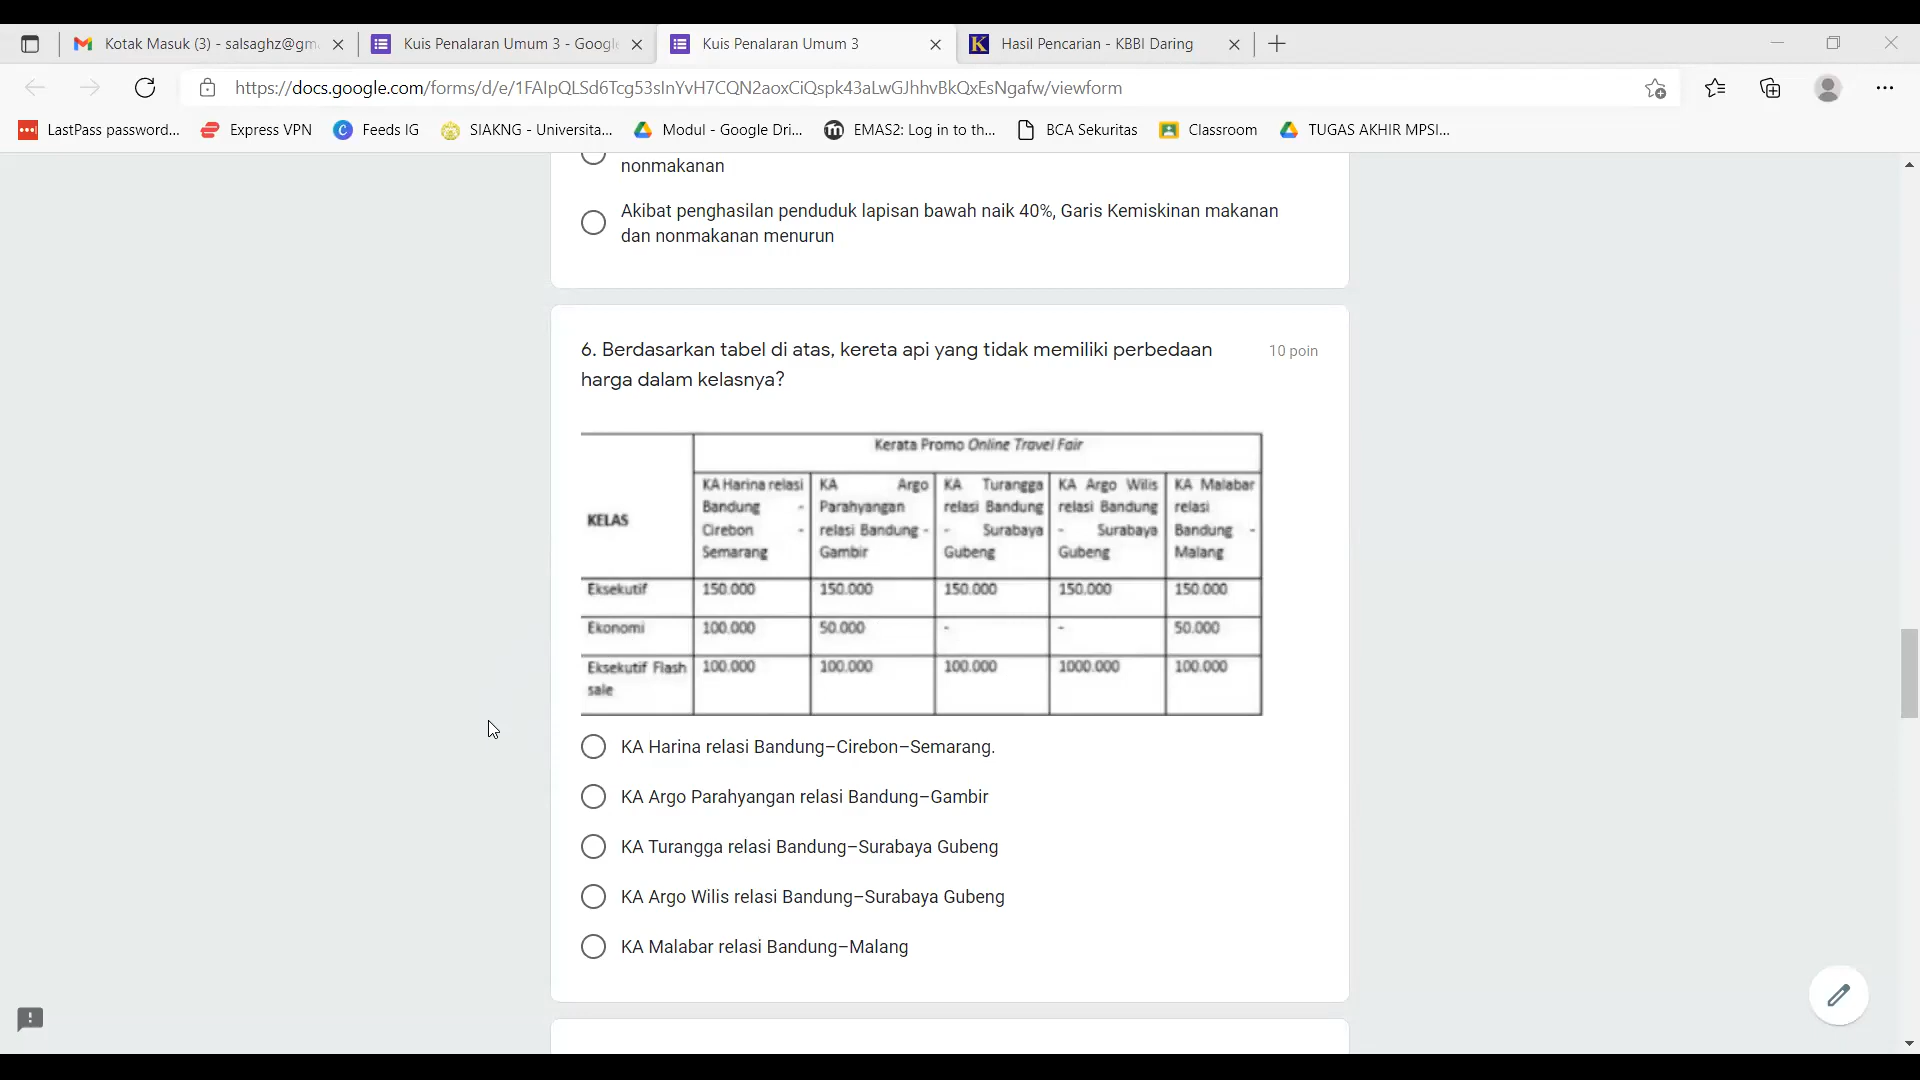 Kotak Masuk (3) - salsaghz@gm
Kuis Penalaran Umum 3 - Googl
Kuis Penalaran Umum 3
Hasil Pencarian - KBBI Daring
https://docs.google.com/forms/d/e/1FAIpQLSd6Tcg53sInYvH7CQN2aoxCiQspk43aLwGJhhvBkQxEsNgafw/viewform
LastPass password...
Express VPN
Feeds IG
SIAKNG - Universita...
Modul - Google Dri...
EMAS2: Log in to th...
BCA Sekuritas
Classroom
TUGAS AKHIR MPSI...
nonmakanan
Akibat penghasilan penduduk lapisan bawah naik 40%, Garis Kemiskinan makanan
dan nonmakanan menurun
6. Berdasarkan tabel di atas, kereta api yang tidak memiliki perbedaan
harga dalam kelasnya?
10 poin
Kerata Promo Online Travel Fair
KELAS
KA Harina relasi
Bandung -
Cirebon -
Semarang
KA Argo
Parahyangan
relasi Bandung -
Gambir
KA Turangga
relasi Bandung
- Surabaya
Gubeng
KA Argo Wilis
relasi Bandung
- Surabaya
Gubeng
KA Malabar
relasi
Bandung -
Malang
Eksekutif 150.000 150.000 150.000 150.000 150.000
Ekonomi 100.000 50.000 - - 50.000
Eksekutif Flash 100.000 100.000 100.000 1000.000 100.000
sale
KA Harina relasi Bandung–Cirebon–Semarang.
KA Argo Parahyangan relasi Bandung–Gambir
KA Turangga relasi Bandung–Surabaya Gubeng
KA Argo Wilis relasi Bandung–Surabaya Gubeng
KA Malabar relasi Bandung–Malang